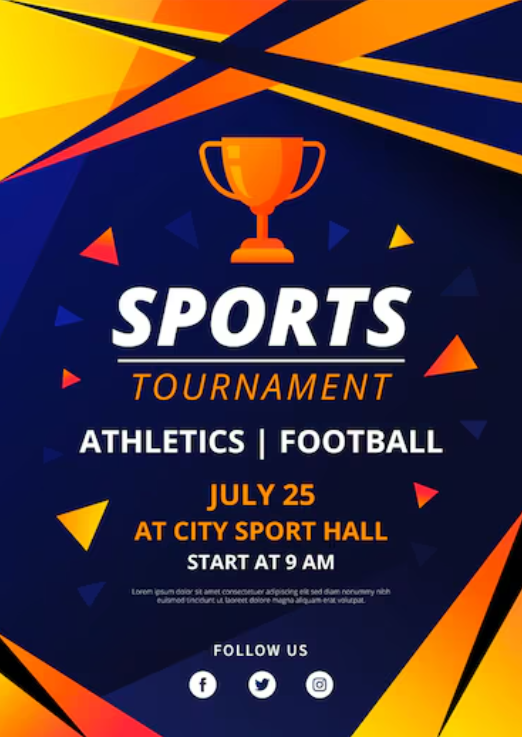 SPORTS
TOURNAMENT
ATHLETICS | FOOTBALL
JULY 25
AT CITY SPORT HALL
START AT 9 AM
Lorem ipsum dolor sit amet consectetuer adipiscing elit sed diam nonummy nibh
euismod tincidunt ut laoreet dolore magna aliquam erat volutpat.
FOLLOW US